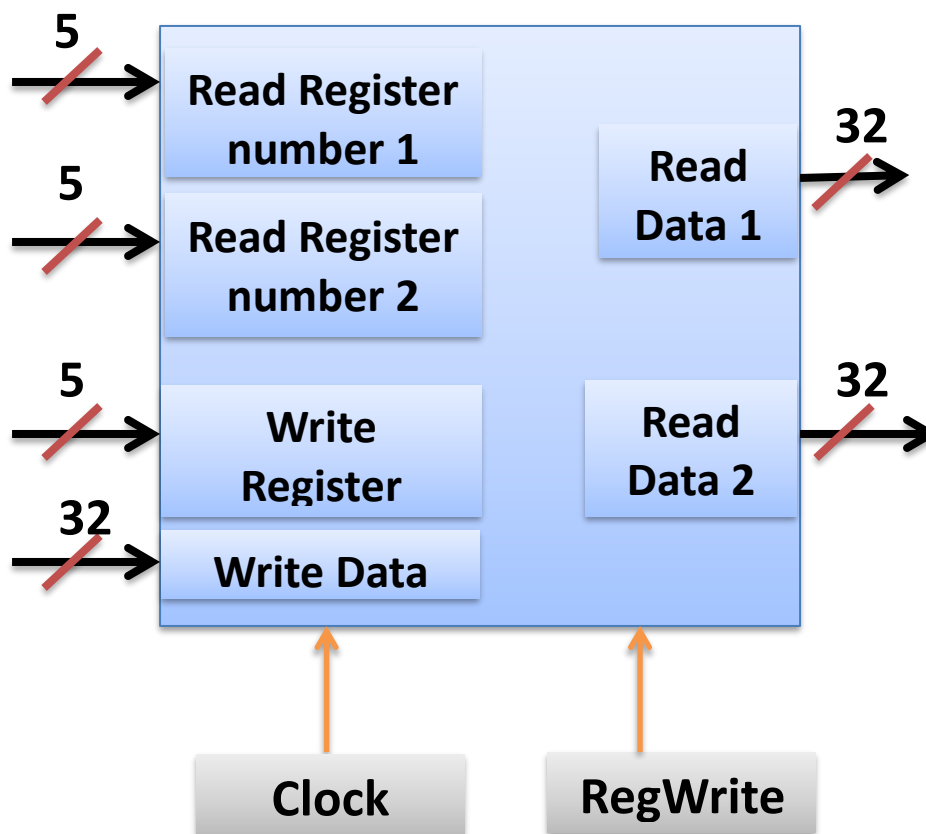 5
Read Register
number 1
5
Read Register
number 2
5
Write
Register
32
Write Data
32
Read
Data 1
32
Read
Data 2
Clock
RegWrite